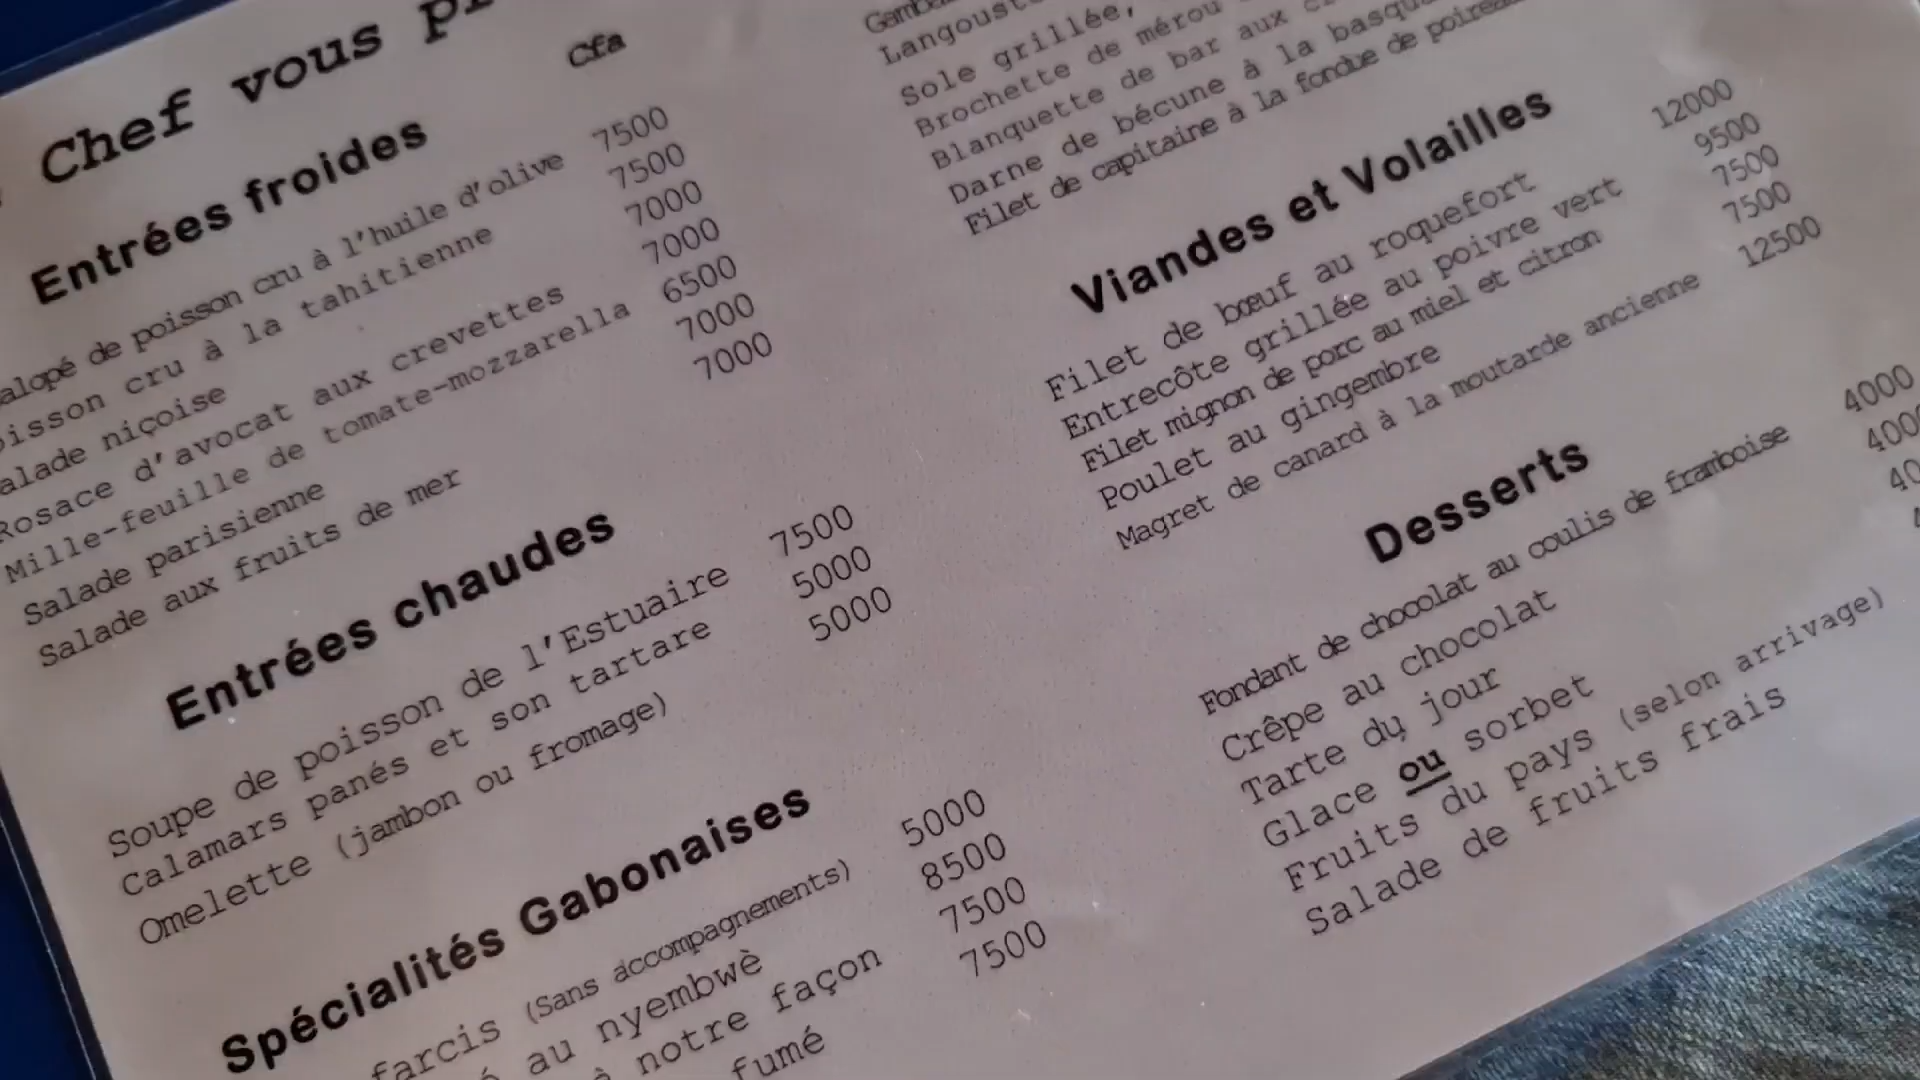 Chef vous
Cfa
Entrées froides
de poisson cru à l'huile d'olive 7500
cru à la tahitienne 7500
niçoise 7000
Rosace d'avocat aux crevettes 7000
Mille-feuille de tomate-mozzarella 6500
Salade parisienne 7000
Salade aux fruits de mer 7000
Entrées chaudes
Soupe de poisson de l'Estuaire 7500
Calamars panés et son tartare 5000
Omelette (jambon ou fromage) 5000
Spécialités Gabonaises
farcis (Sans accompagnements) 5000
au nyembwè 8500
à notre façon 7500
fumé 7500
Sole grillée,
Brochette de mérou
Blanquette de bar aux
Darne de bécune à la
Filet de capitaine à la fondue de
Viandes et Volailles
Filet de bœuf au roquefort 12000
Entrecôte grillée au poivre vert 9500
Filet mignon de porc au miel et citron 7500
Poulet au gingembre 7500
Magret de canard à la moutarde ancienne 12500
Desserts
Fondant de chocolat au coulis de framboise 4000
Crêpe au chocolat
Tarte du jour
Glace ou sorbet
Fruits du pays (selon arrivage)
Salade de fruits frais